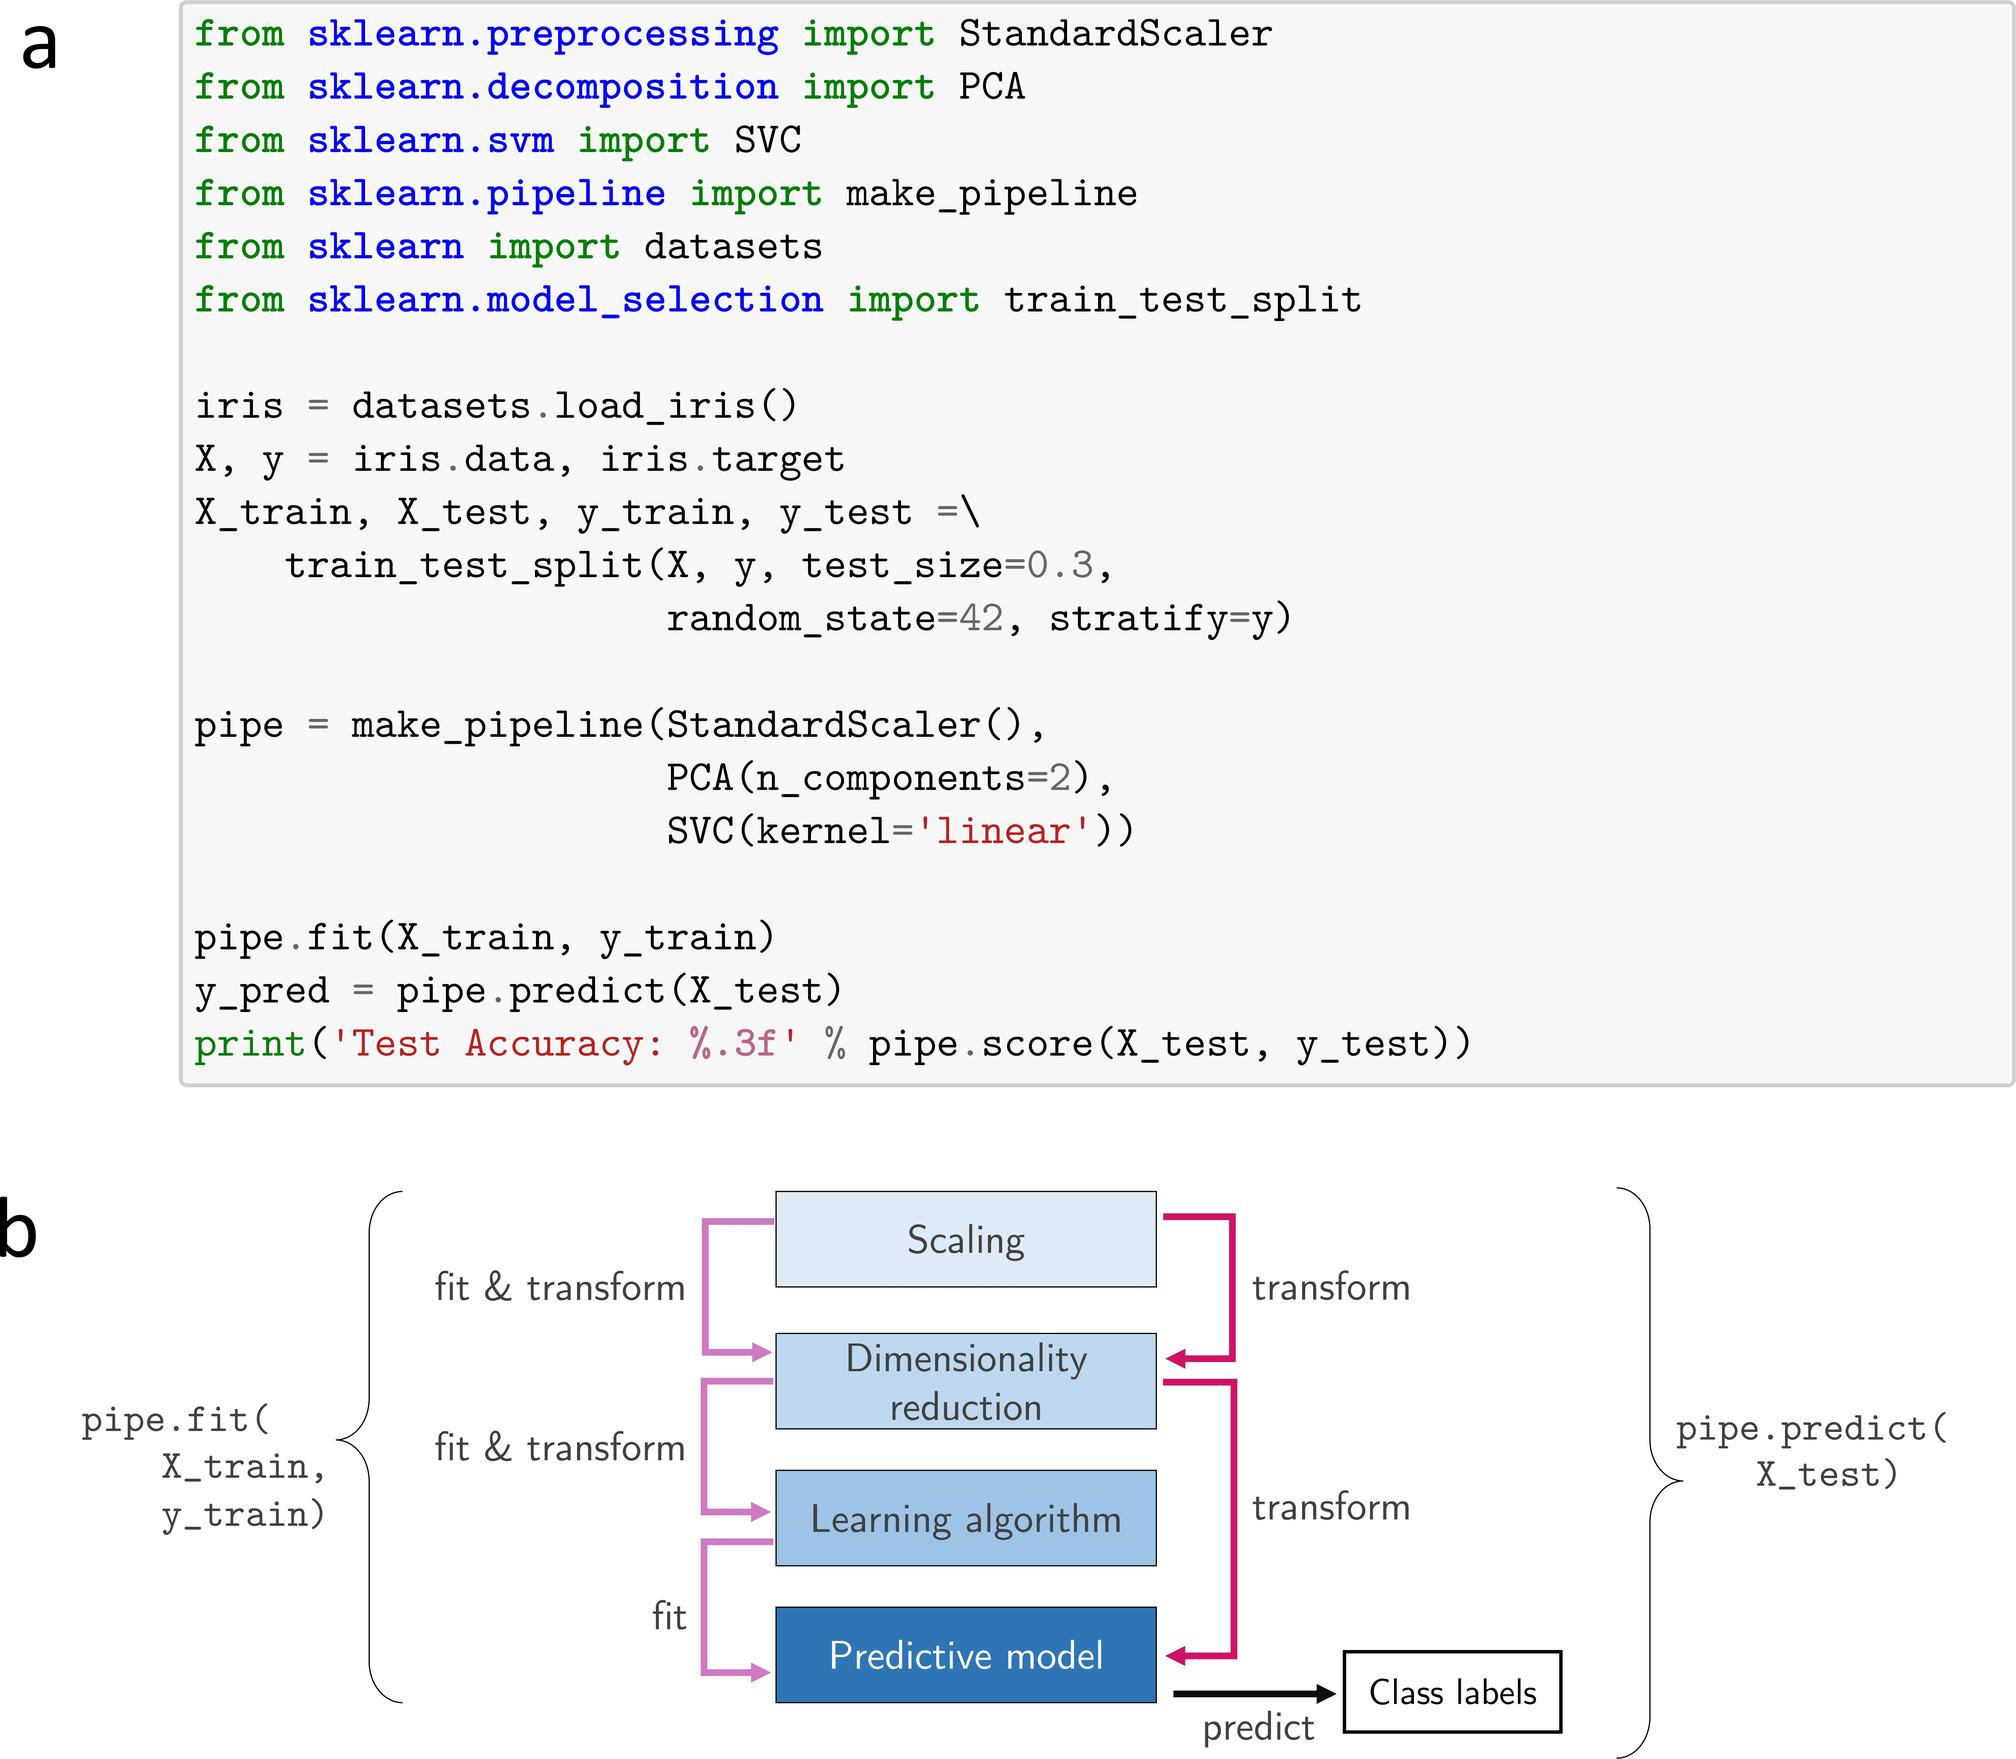 a
from sklearn.preprocessing import StandardScaler
from sklearn.decomposition import PCA
from sklearn.svm import SVC
from sklearn.pipeline import make_pipeline
from sklearn import datasets
from sklearn.model_selection import train_test_split
iris = datasets.load_iris()
X, y = iris.data, iris.target
X_train, X_test, y_train, y_test =\
    train_test_split(X, y, test_size=0.3,
                     random_state=42, stratify=y)
pipe = make_pipeline(StandardScaler(),
                     PCA(n_components=2),
                     SVC(kernel='linear'))
pipe.fit(X_train, y_train)
y_pred = pipe.predict(X_test)
print('Test Accuracy: %.3f' % pipe.score(X_test, y_test))
b
pipe.fit(
X_train,
y_train)
fit & transform
fit & transform
fit
Scaling
Dimensionality
reduction
Learning algorithm
Predictive model
transform
transform
predict
Class labels
pipe.predict(
X_test)